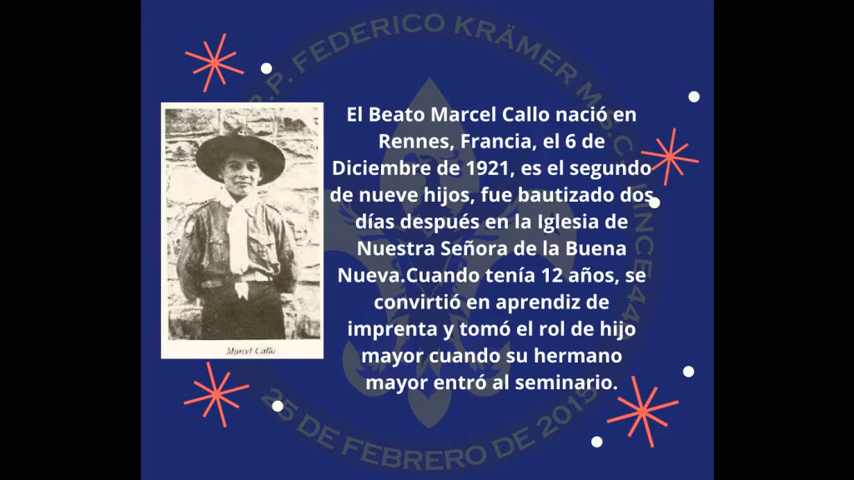 P.P. FEDERICO KRÄMER M.S.C.
El Beato Marcel Callo nació en
Rennes, Francia, el 6 de
Diciembre de 1921, es el segundo
de nueve hijos, fue bautizado dos
días después en la Iglesia de
Nuestra Señora de la Buena
Nueva.Cuando tenía 12 años, se
convirtió en aprendiz de
imprenta y tomó el rol de hijo
mayor cuando su hermano
mayor entró al seminario.
Marcel Callo
25 DE FEBRERO DE 2015